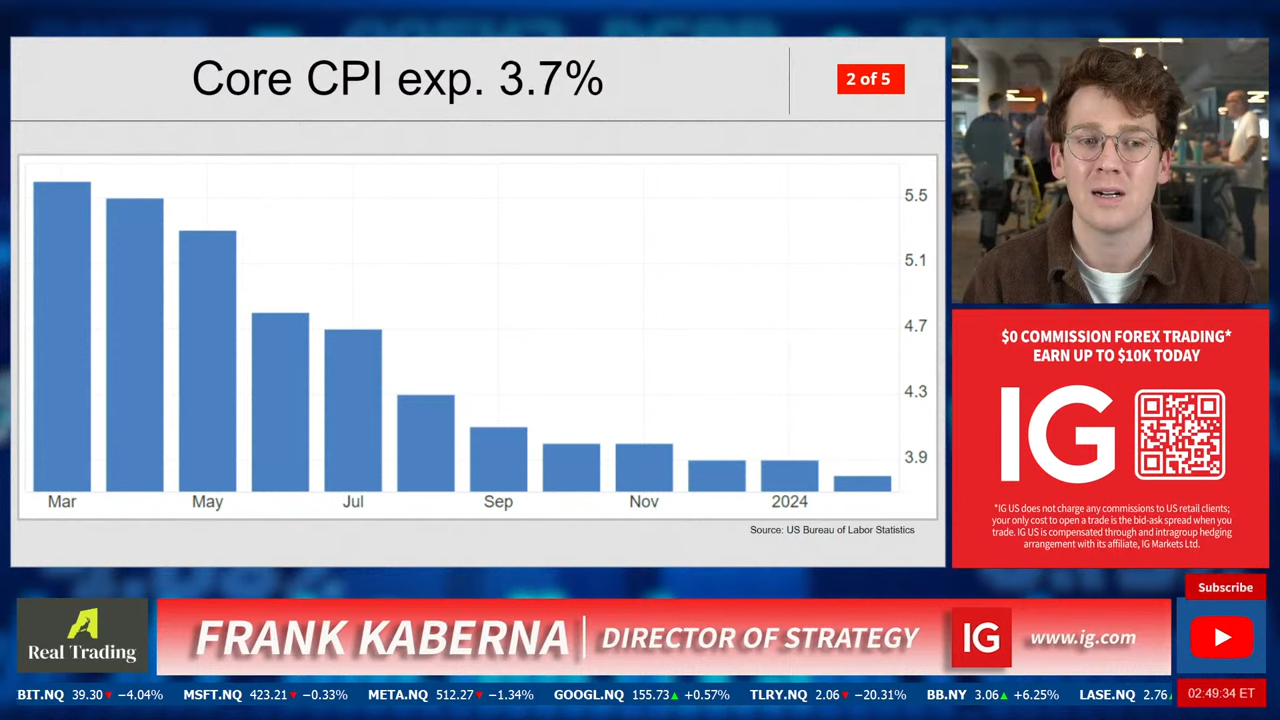 Core CPI exp. 3.7%
2 of 5
5.5
5.1
4.7
4.3
3.9
Mar May Jul Sep Nov 2024
Source: US Bureau of Labor Statistics
$0 COMMISSION FOREX TRADING*
EARN UP TO $10K TODAY
IG
*IG US does not charge any commissions to US retail clients;
your only cost to open a trade is the bid-ask spread when you
trade. IG US is compensated through and intragroup hedging
arrangement with its affiliate, IG Markets Ltd.
Subscribe
Real Trading
FRANK KABERNA DIRECTOR OF STRATEGY IG www.ig.com
BIT.NQ 39.30▼ −4.04% MSFT.NQ 423.21▼ −0.33% META.NQ 512.27▼ −1.34% GOOGL.NQ 155.73▲ +0.57% TLRY.NQ 2.06▼ −20.31% BB.NY 3.06▲ +6.25% LASE.NQ 2.76
02:49:34 ET